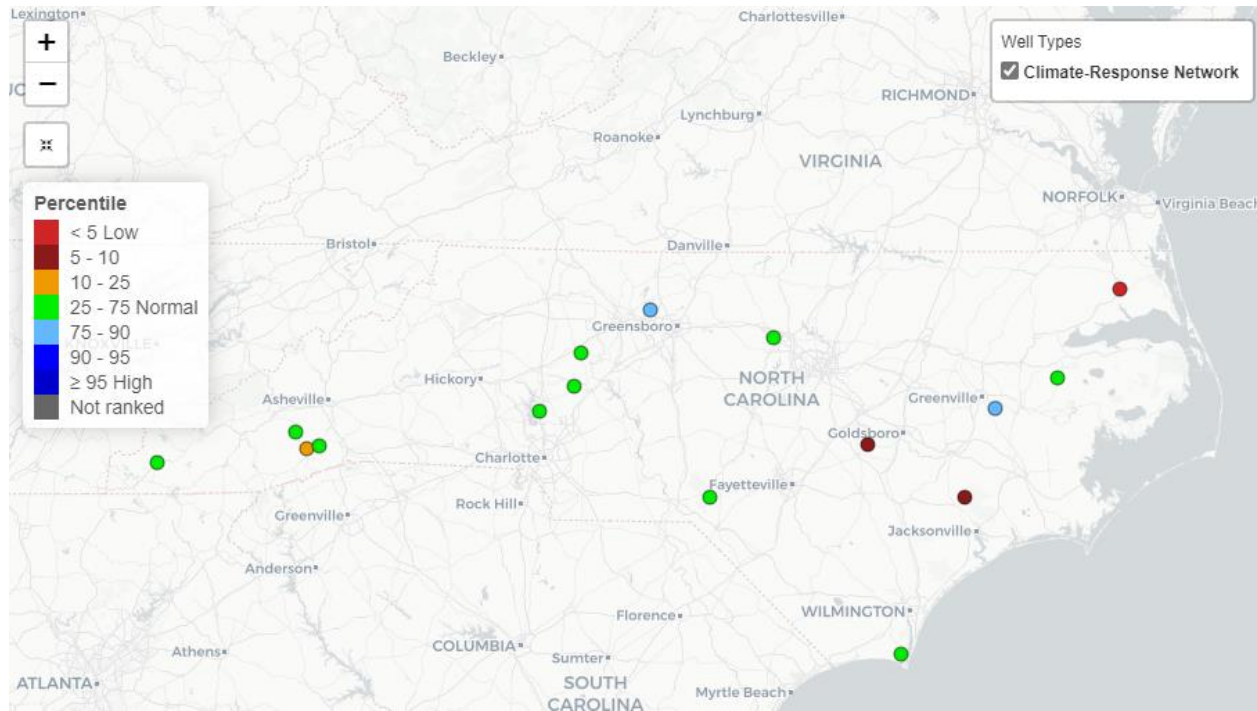 Lexington
Charlottesville
+
Beckley
−
Well Types
Climate-Response Network
RICHMOND
Lynchburg
Roanoke
VIRGINIA
NORFOLK
Virginia Beach
Percentile
< 5 Low
5 - 10
10 - 25
25 - 75 Normal
75 - 90
90 - 95
≥ 95 High
Not ranked
Bristol
Danville
Greensboro
KNOXVILLE
Hickory
NORTH
CAROLINA
Asheville
Greenville
Goldsboro
Charlotte
Fayetteville
Rock Hill
Greenville
Jacksonville
Anderson
Florence
WILMINGTON
Athens
COLUMBIA
Sumter
ATLANTA
SOUTH
CAROLINA
Myrtle Beach